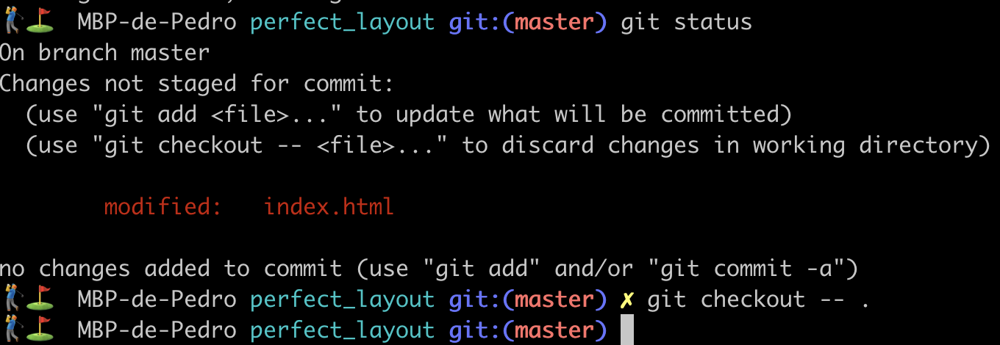 MBP-de-Pedro perfect_layout git:(master) git status
On branch master
Changes not staged for commit:
(use "git add <file>..." to update what will be committed)
(use "git checkout -- <file>..." to discard changes in working directory)
modified: index.html
no changes added to commit (use "git add" and/or "git commit -a")
MBP-de-Pedro perfect_layout git:(master) ✗ git checkout -- .
MBP-de-Pedro perfect_layout git:(master)